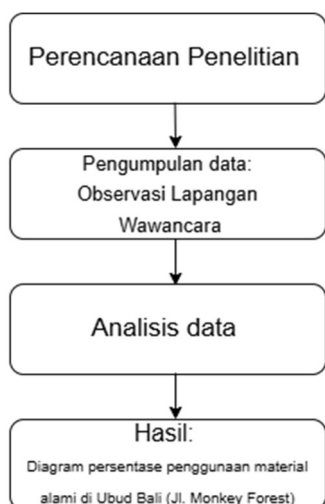 Perencanaan Penelitian
Pengumpulan data:
Observasi Lapangan
Wawancara
Analisis data
Hasil:
Diagram persentase penggunaan material
alami di Ubud Bali (Jl. Monkey Forest)